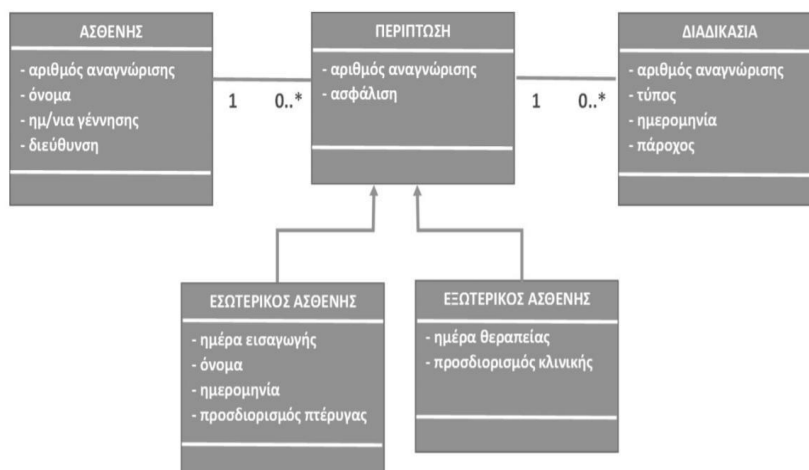 ΑΣΘΕΝΗΣ
- αριθμός αναγνώρισης
- όνομα
- ημ/νια γέννησης
- διεύθυνση
1 0..*
ΠΕΡΙΠΤΩΣΗ
- αριθμός αναγνώρισης
- ασφάλιση
1 0..*
ΔΙΑΔΙΚΑΣΙΑ
- αριθμός αναγνώρισης
- τύπος
- ημερομηνία
- πάροχος
ΕΣΩΤΕΡΙΚΟΣ ΑΣΘΕΝΗΣ
- ημέρα εισαγωγής
- όνομα
- ημερομηνία
- προσδιορισμός πτέρυγας
ΕΞΩΤΕΡΙΚΟΣ ΑΣΘΕΝΗΣ
- ημέρα θεραπείας
- προσδιορισμός κλινικής